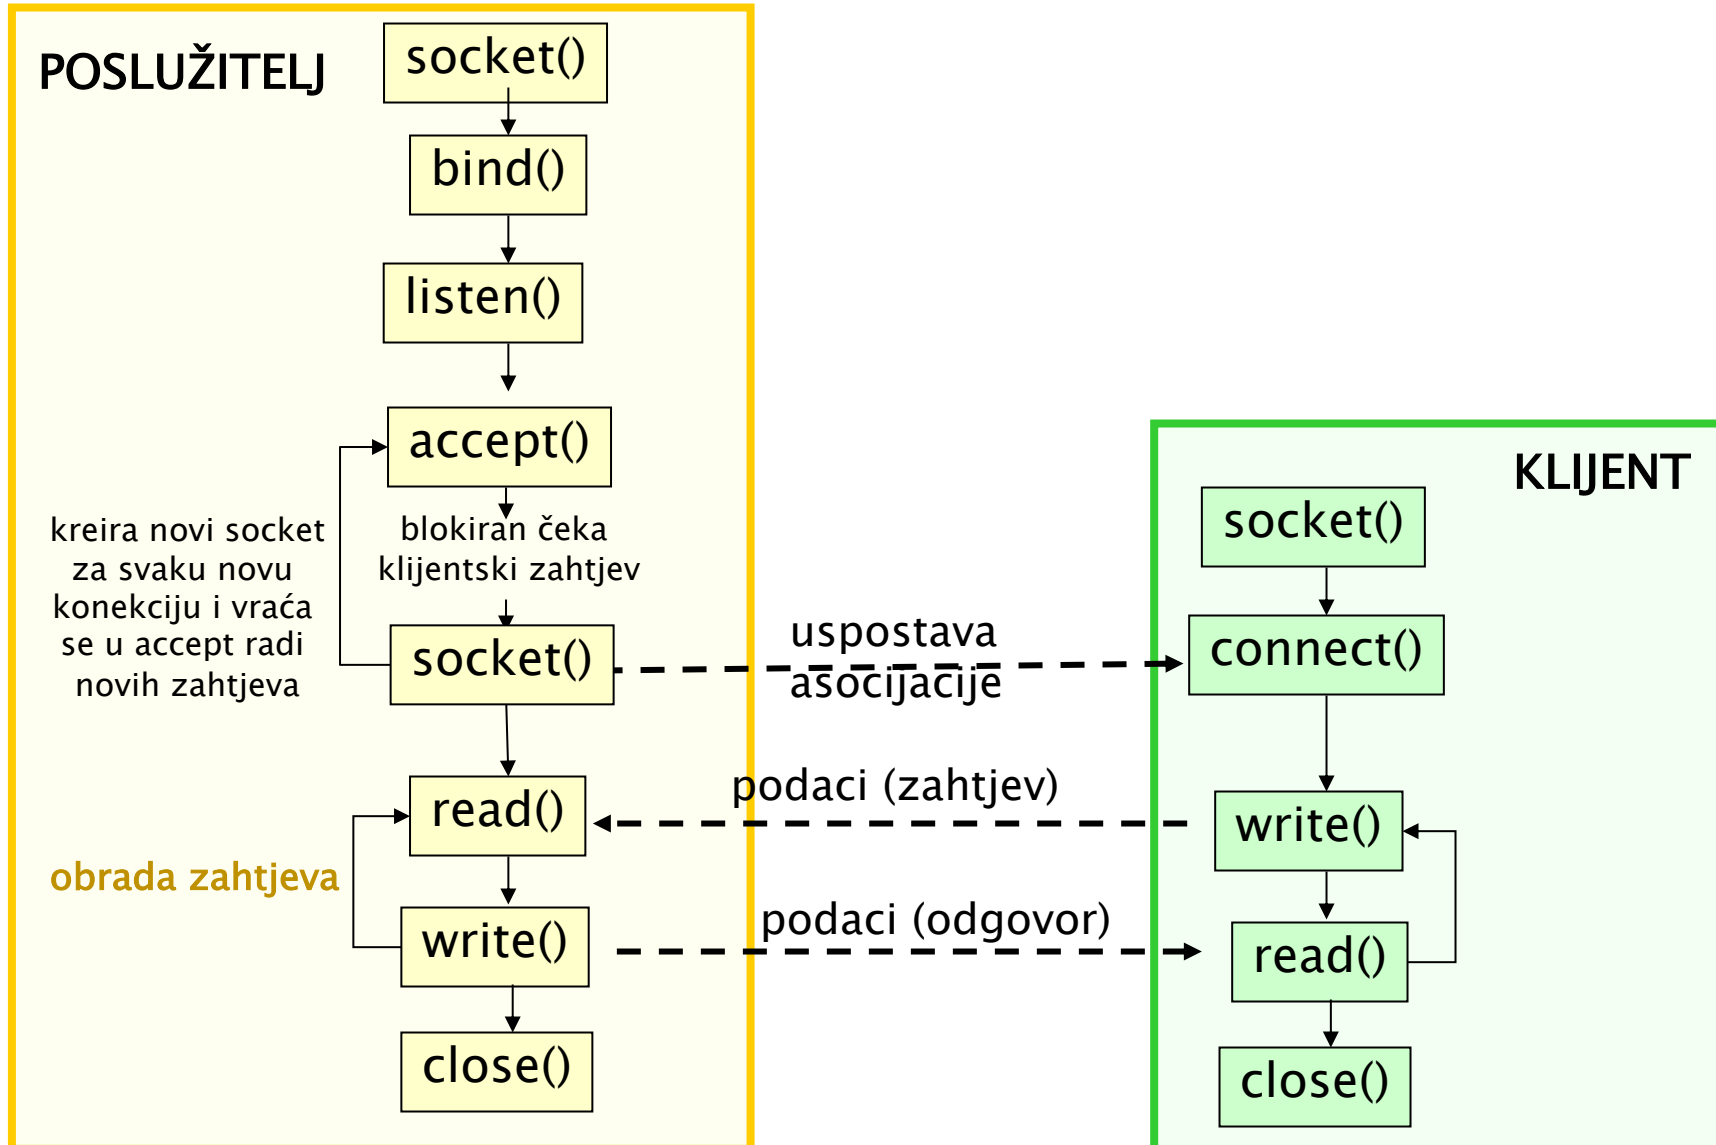 POSLUŽITELJ
socket()
bind()
listen()
accept()
kreira novi socket
za svaku novu
konekciju i vraća
se u accept radi
novih zahtjeva
blokiran čeka
klijentski zahtjev
socket()
read()
obrada zahtjeva
write()
close()
uspostava
asocijacije
podaci (zahtjev)
podaci (odgovor)
KLIJENT
socket()
connect()
write()
read()
close()